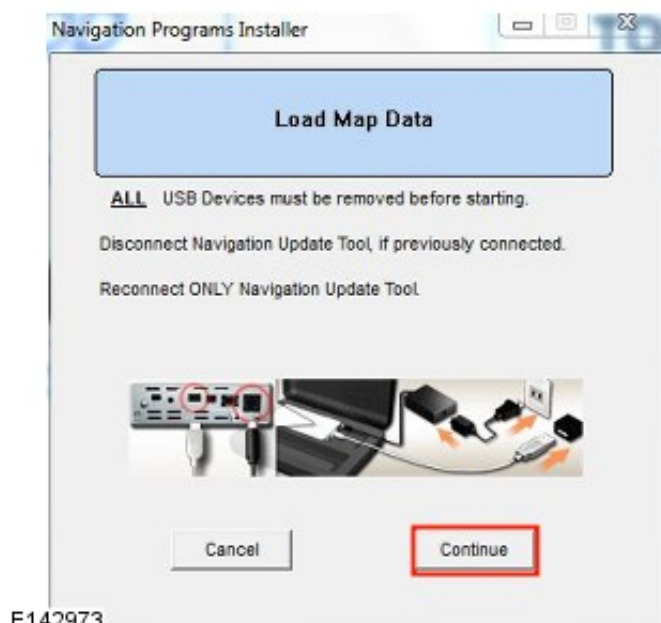 Navigation Programs Installer
Load Map Data
ALL USB Devices must be removed before starting.
Disconnect Navigation Update Tool, if previously connected.
Reconnect ONLY Navigation Update Tool.
Cancel
Continue
E142973